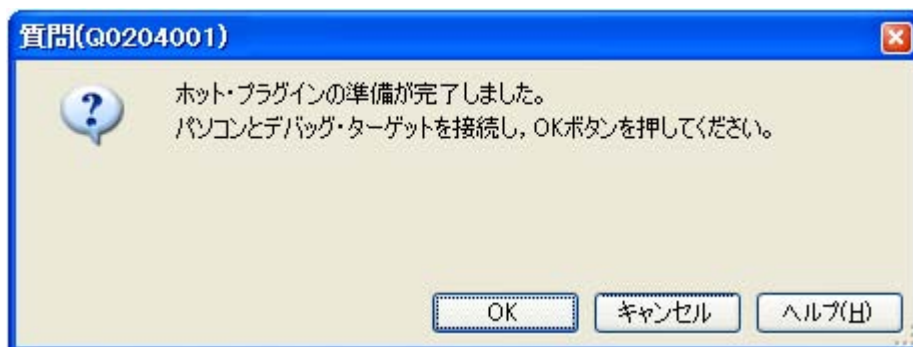 質問(Q0204001)
ホット・プラグインの準備が完了しました。
パソコンとデバッグ・ターゲットを接続し，OKボタンを押してください。
OK
キャンセル
ヘルプ(H)